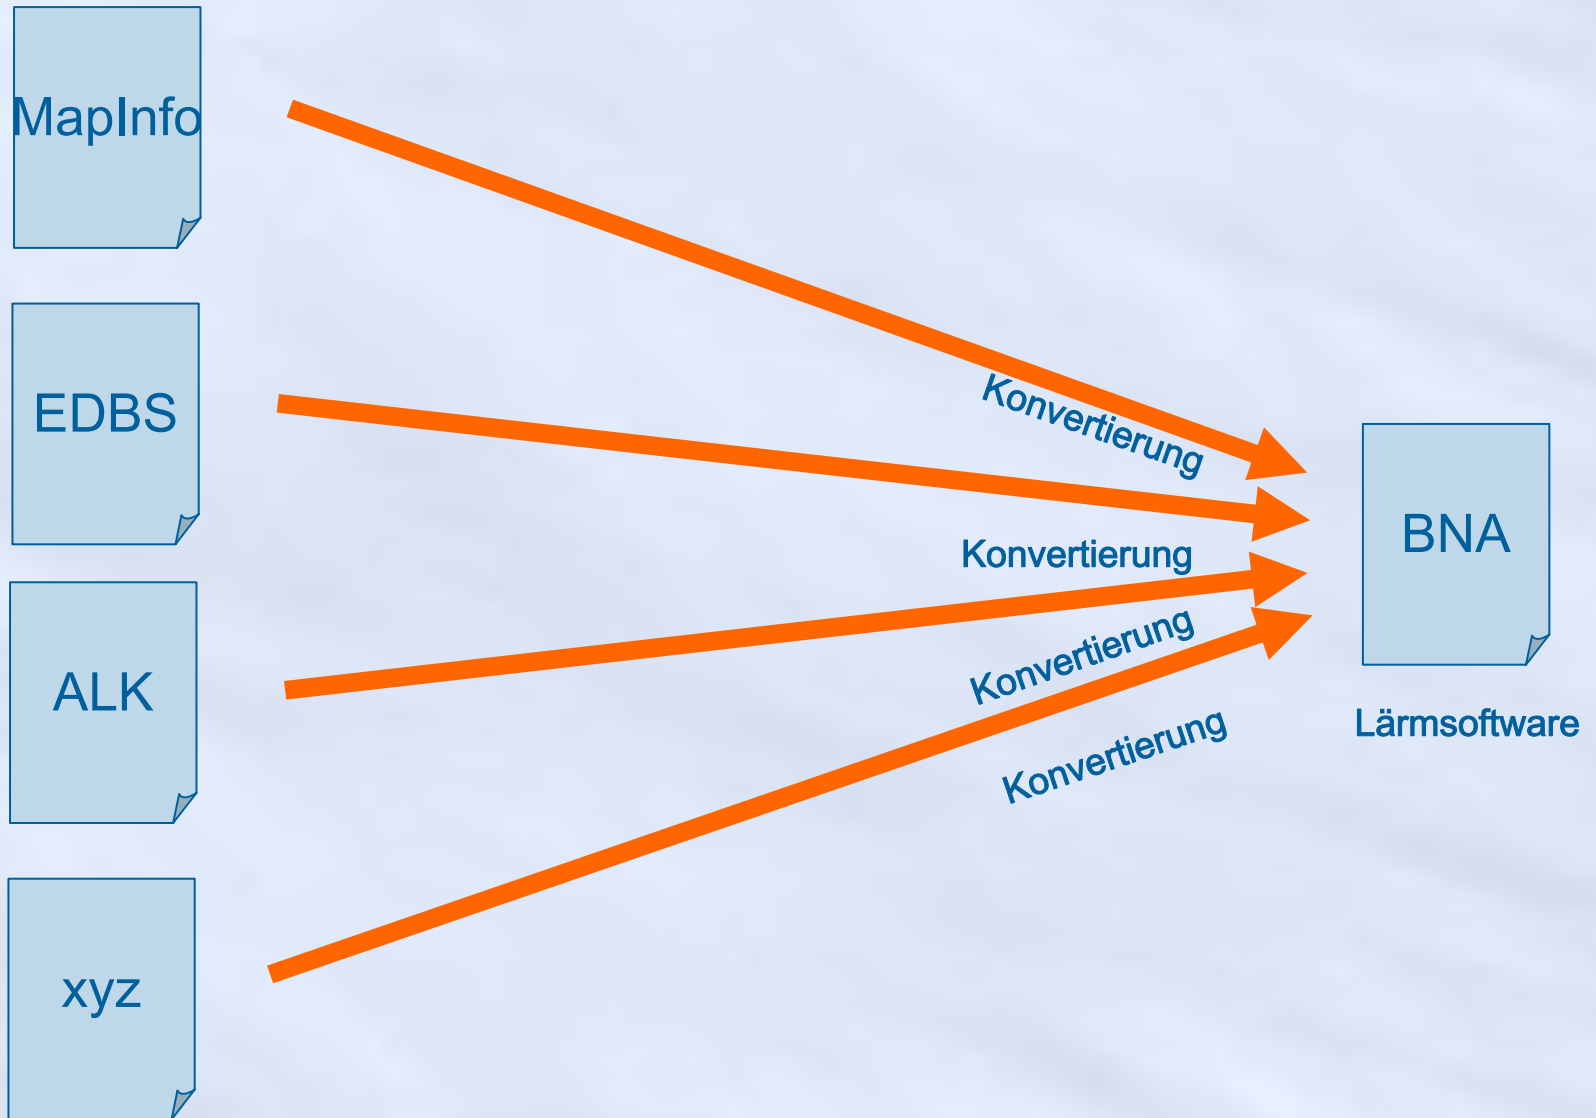 MapInfo
EDBS
ALK
xyz
Konvertierung
Konvertierung
Konvertierung
Konvertierung
BNA
Lärmsoftware